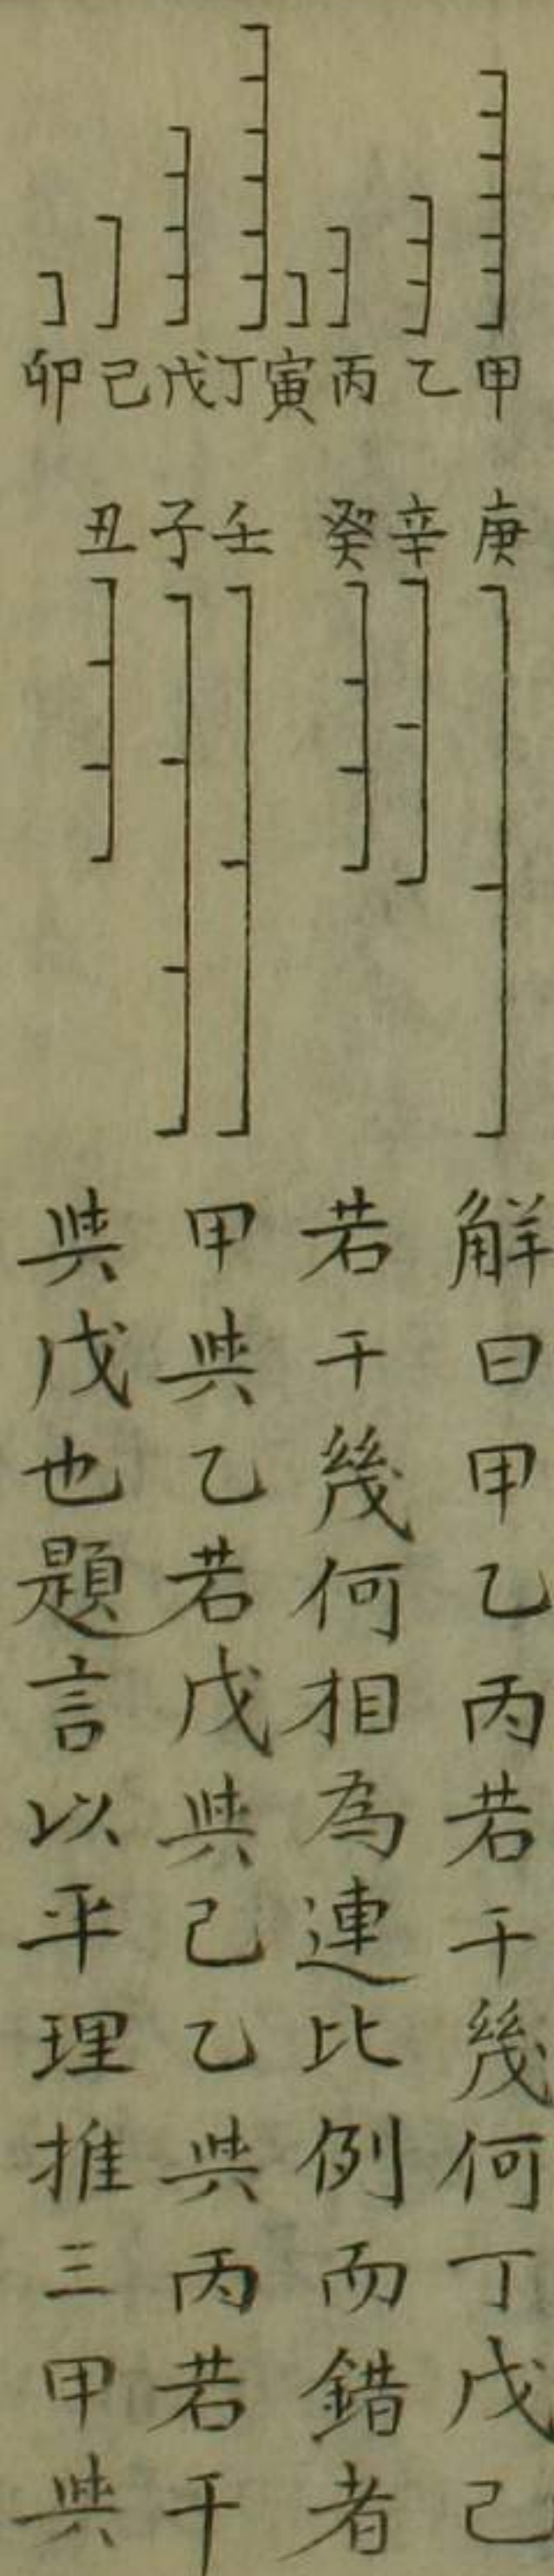 甲
乙
丙
寅
丁
戊
己
卯
庚
辛
癸
壬
子
丑
解曰甲乙丙若干幾何丁戊己
若干幾何相為連比例而錯者
甲與乙若戊與己乙與丙若干
與戊也題言以平理推三甲與